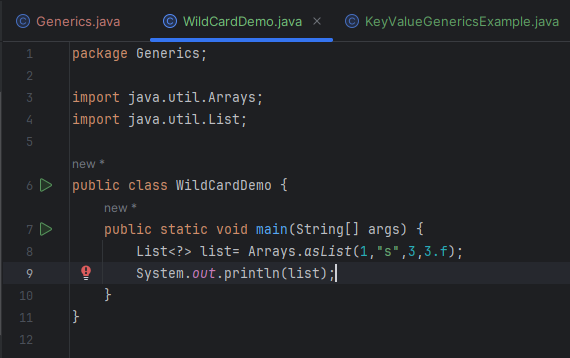 Generics.java WildCardDemo.java KeyValueGenericsExample.java
1 package Generics;
2
3 import java.util.Arrays;
4 import java.util.List;
5
new *
6 public class WildCardDemo {
new *
7 public static void main(String[] args) {
8 List<?> list= Arrays.asList(1,"s",3,3.f);
9 System.out.println(list);
10 }
11 }
12